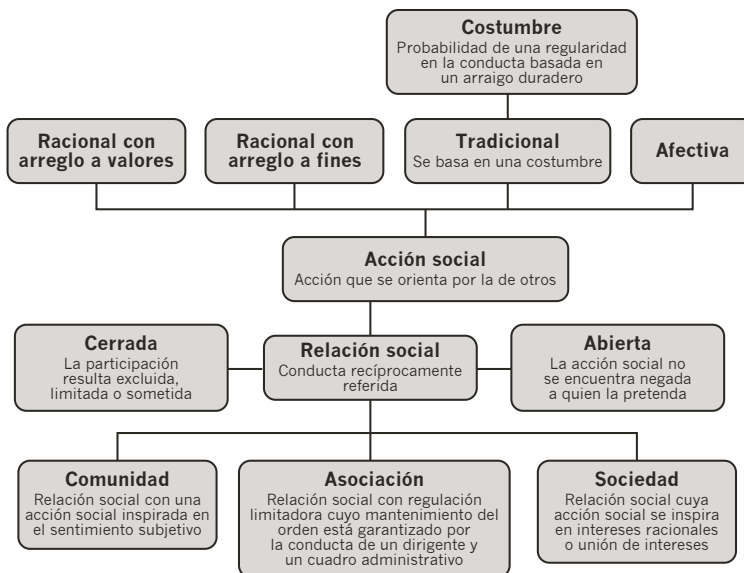 Costumbre
Probabilidad de una regularidad
en la conducta basada en
un arraigo duradero
Racional con
arreglo a valores
Racional con
arreglo a fines
Tradicional
Se basa en una costumbre
Afectiva
Acción social
Acción que se orienta por la de otros
Cerrada
La participación
resulta excluida,
limitada o sometida
Relación social
Conducta recíprocamente
referida
Abierta
La acción social no
se encuentra negada
a quien la pretenda
Comunidad
Relación social con una
acción social inspirada en
el sentimiento subjetivo
Asociación
Relación social con regulación
limitadora cuyo mantenimiento del
orden está garantizado por
la conducta de un dirigente y
un cuadro administrativo
Sociedad
Relación social cuya
acción social se inspira
en intereses racionales
o unión de intereses